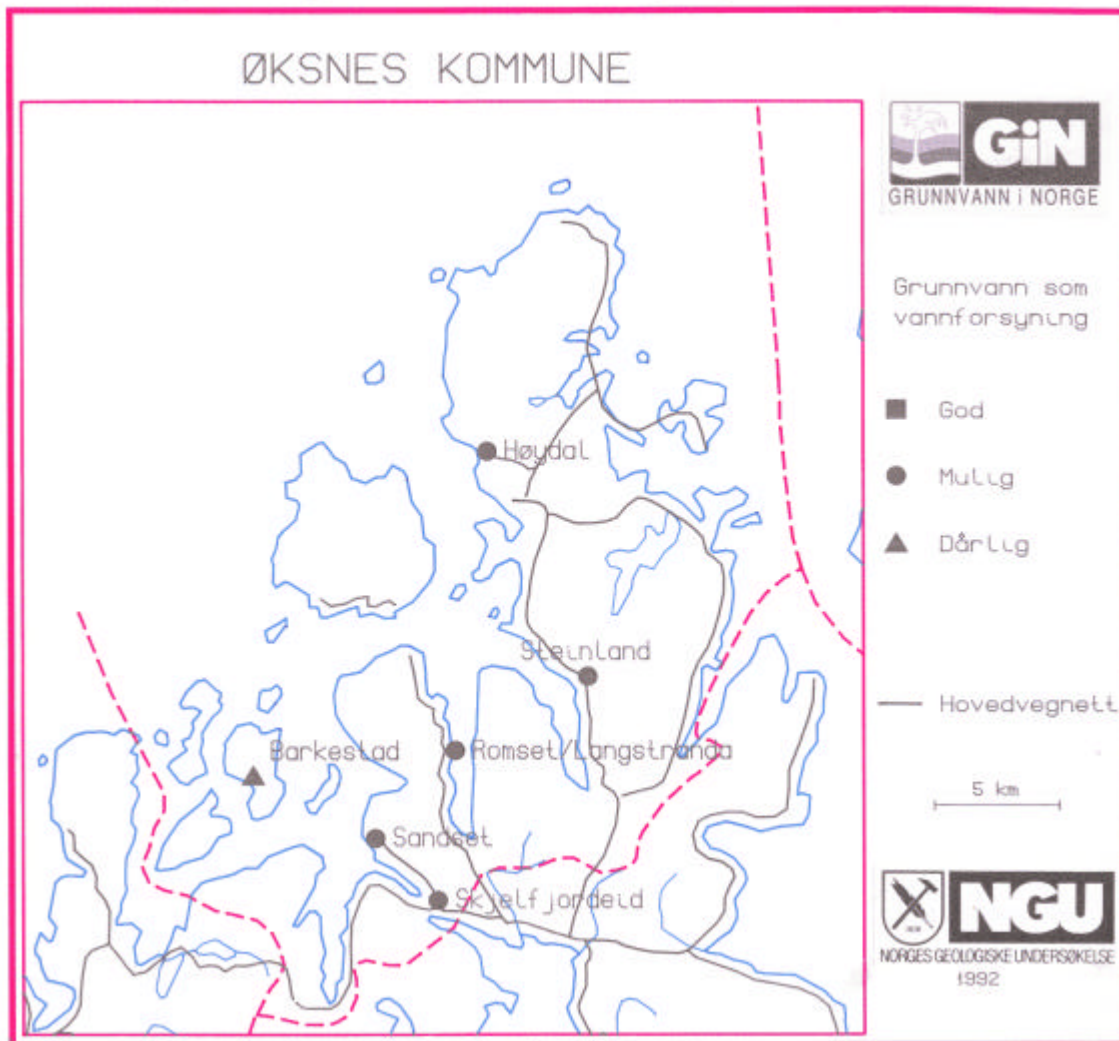 ØKSNES KOMMUNE
GiN
GRUNNVANN i NORGE
Grunnvann som
vannforsyning
God
Mulig
Dårlig
Høydal
Steinland
Barkestad
Romset/Langstranda
Sandset
Skjelfjordeid
Hovedvegnett
5 km
NGU
NORGES GEOLOGISKE UNDERSØKELSE
1992